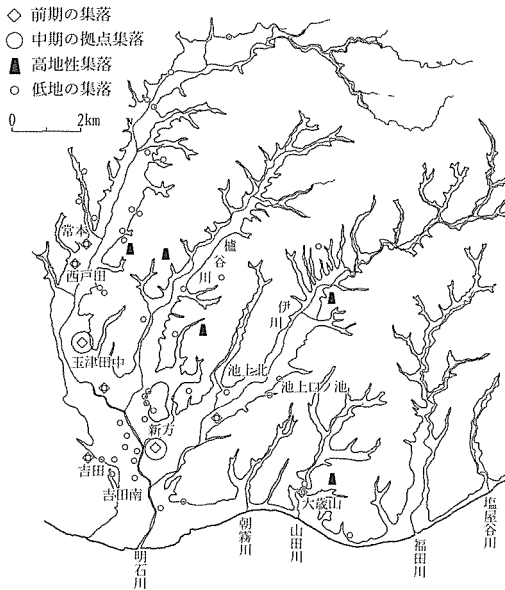 前期の集落
中期の拠点集落
高地性集落
低地の集落
0 2km
常本
西戸田
櫨谷川
伊川
玉津田中
池上北
池上口ノ池
新方
吉田
吉田南
大歳山
明石川
朝霧川
山田川
福田川
塩屋谷川